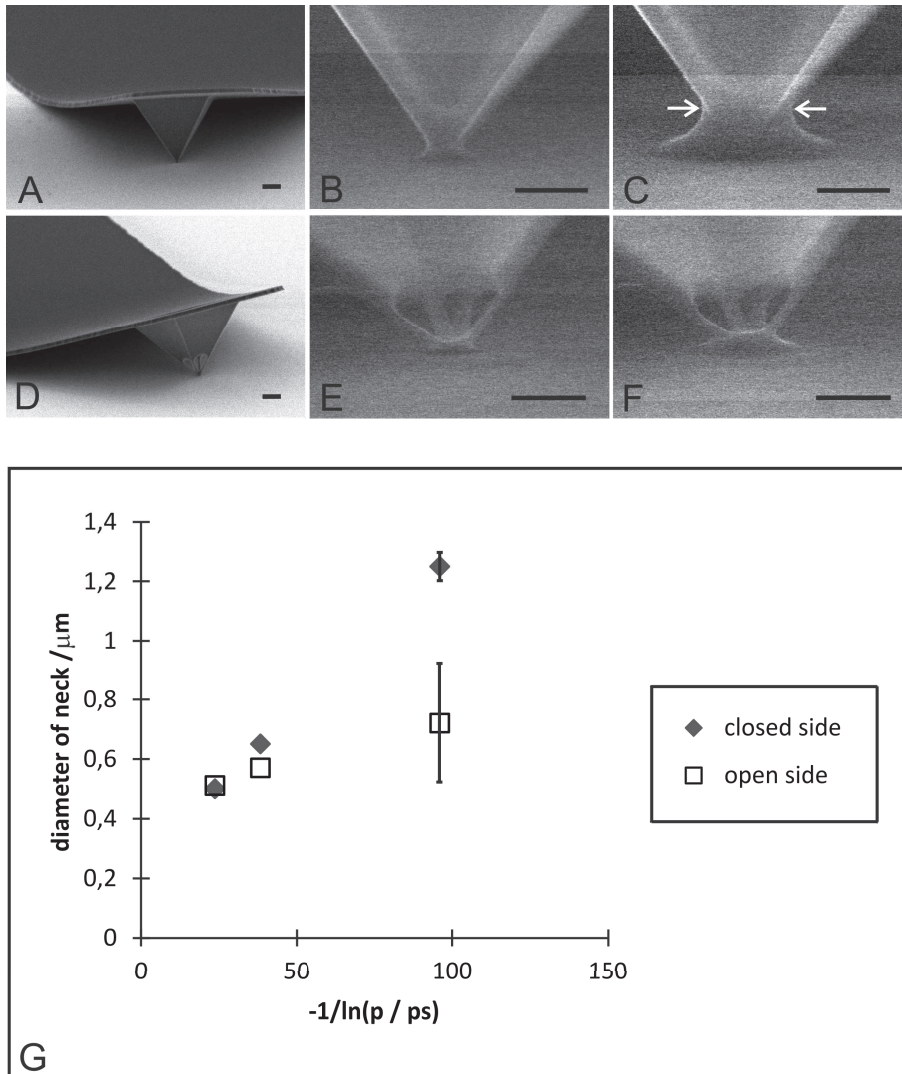 A
B
C
D
E
F
1,4
1,2
1
0,8
0,6
0,4
0,2
0
diameter of neck /μm
0
50
100
150
-1/ln(p / ps)
closed side
open side
G